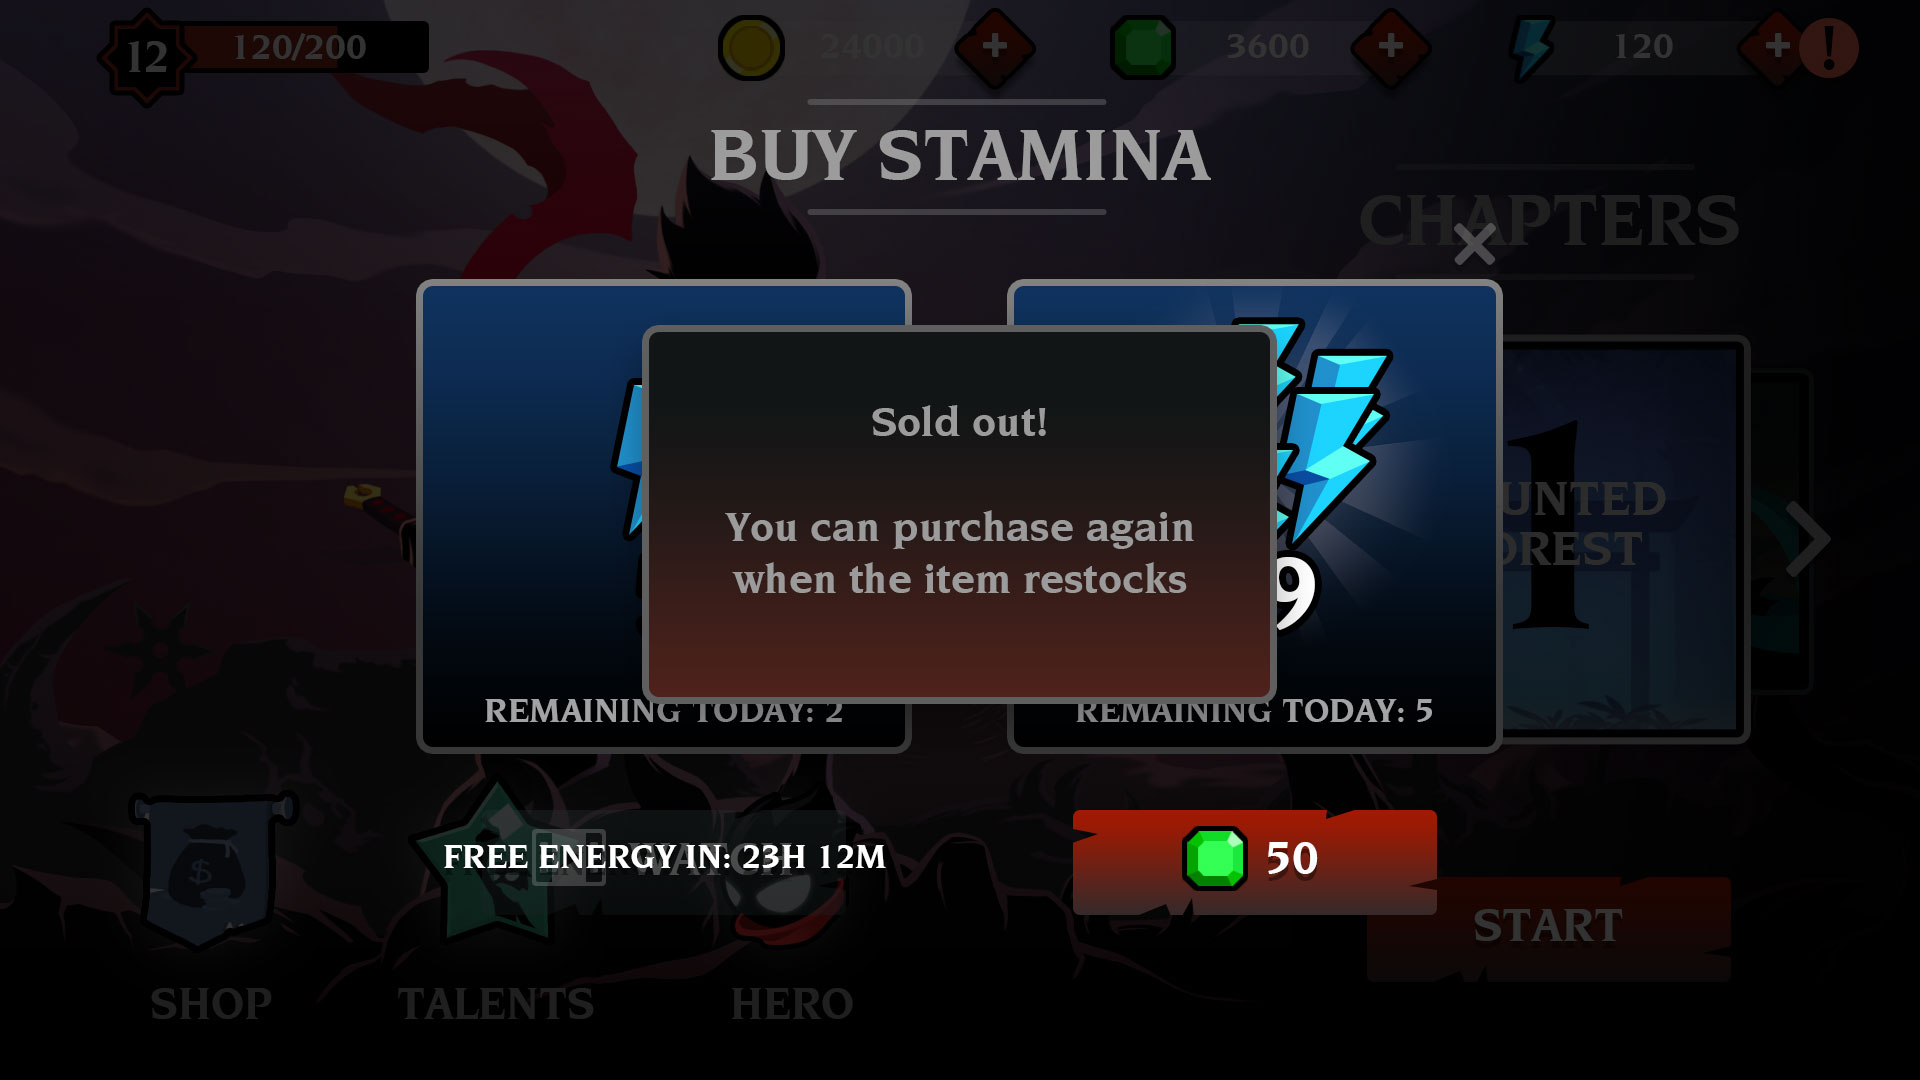 12
120/200
24000
3600
120
BUY STAMINA
CHAPTERS
Sold out!
You can purchase again
when the item restocks
9
UNTED
OREST
1
REMAINING TODAY: 2
REMAINING TODAY: 5
FREE ENERGY IN: 23H 12M
WATCH
50
START
SHOP
TALENTS
HERO